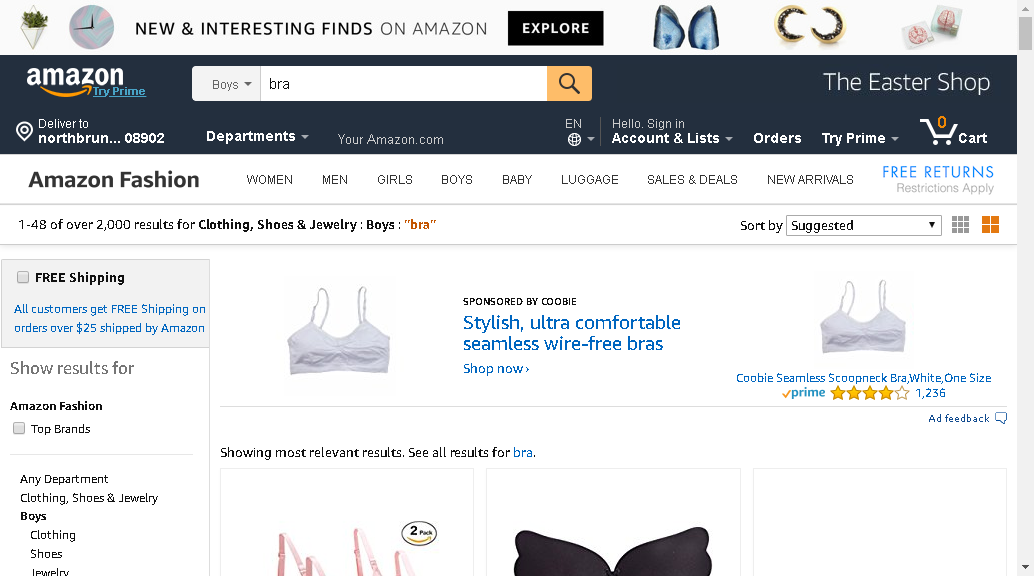 NEW & INTERESTING FINDS ON AMAZON EXPLORE
amazon
Try Prime
Boys
bra
The Easter Shop
Deliver to
northbrun... 08902
Departments
Your Amazon.com
EN
Hello. Sign in
Account & Lists
Orders
Try Prime
0
Cart
Amazon Fashion
WOMEN MEN GIRLS BOYS BABY LUGGAGE SALES & DEALS NEW ARRIVALS
FREE RETURNS
Restrictions Apply
1-48 of over 2,000 results for Clothing, Shoes & Jewelry : Boys : "bra"
Sort by Suggested
FREE Shipping
All customers get FREE Shipping on
orders over $25 shipped by Amazon
Show results for
Amazon Fashion
Top Brands
Any Department
Clothing, Shoes & Jewelry
Boys
Clothing
Shoes
Jewelry
SPONSORED BY COOBIE
Stylish, ultra comfortable
seamless wire-free bras
Shop now ›
Coobie Seamless Scoopneck Bra,White,One Size
prime 1,236
Ad feedback
Showing most relevant results. See all results for bra.
2 Pack